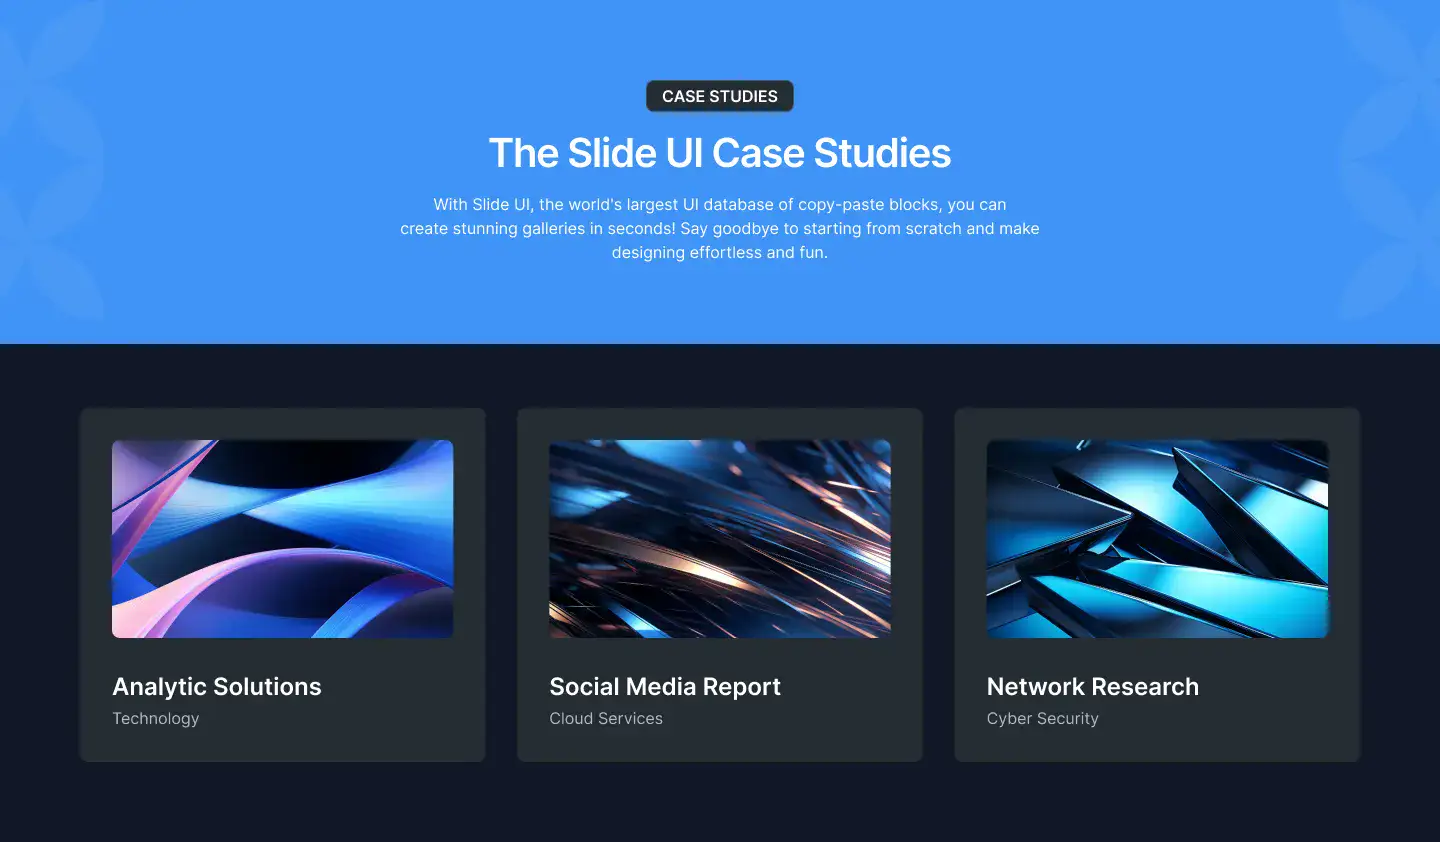 CASE STUDIES
The Slide UI Case Studies
With Slide UI, the world's largest UI database of copy-paste blocks, you can
create stunning galleries in seconds! Say goodbye to starting from scratch and make
designing effortless and fun.
Analytic Solutions
Technology
Social Media Report
Cloud Services
Network Research
Cyber Security